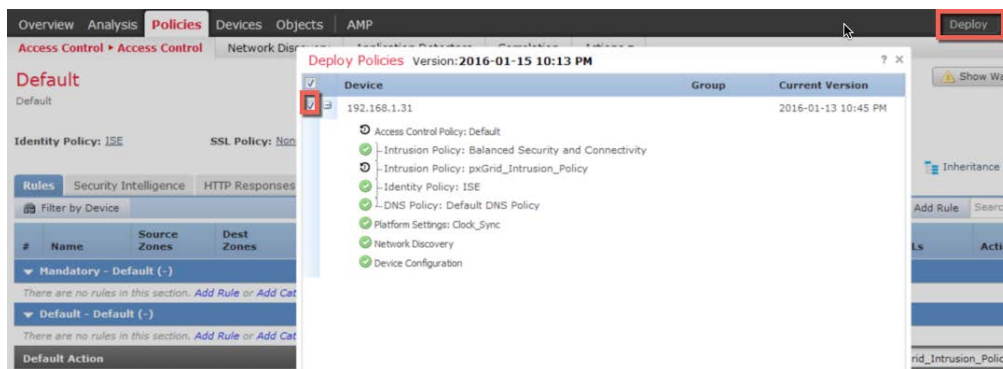 Overview Analysis Policies Devices Objects AMP Deploy
Access Control ▸ Access Control Network
Deploy Policies Version:2016-01-15 10:13 PM ? ×
Default
Default
Show
Device Group Current Version
192.168.1.31 2016-01-13 10:45 PM
Identity Policy: ISE SSL Policy: Non
Access Control Policy: Default
Intrusion Policy: Balanced Security and Connectivity
Intrusion Policy: pxGrid_Intrusion_Policy
Identity Policy: ISE
DNS Policy: Default DNS Policy
Platform Settings: Clock_Sync
Network Discovery
Device Configuration
Inheritance
Rules Security Intelligence HTTP Responses
Filter by Device Add Rule Searc
# Name Source Zones Dest Zones Ls Acti
Mandatory - Default (-)
There are no rules in this section. Add Rule or Add Cat
Default - Default (-)
There are no rules in this section. Add Rule or Add Cat
Default Action rid_Intrusion_Polic